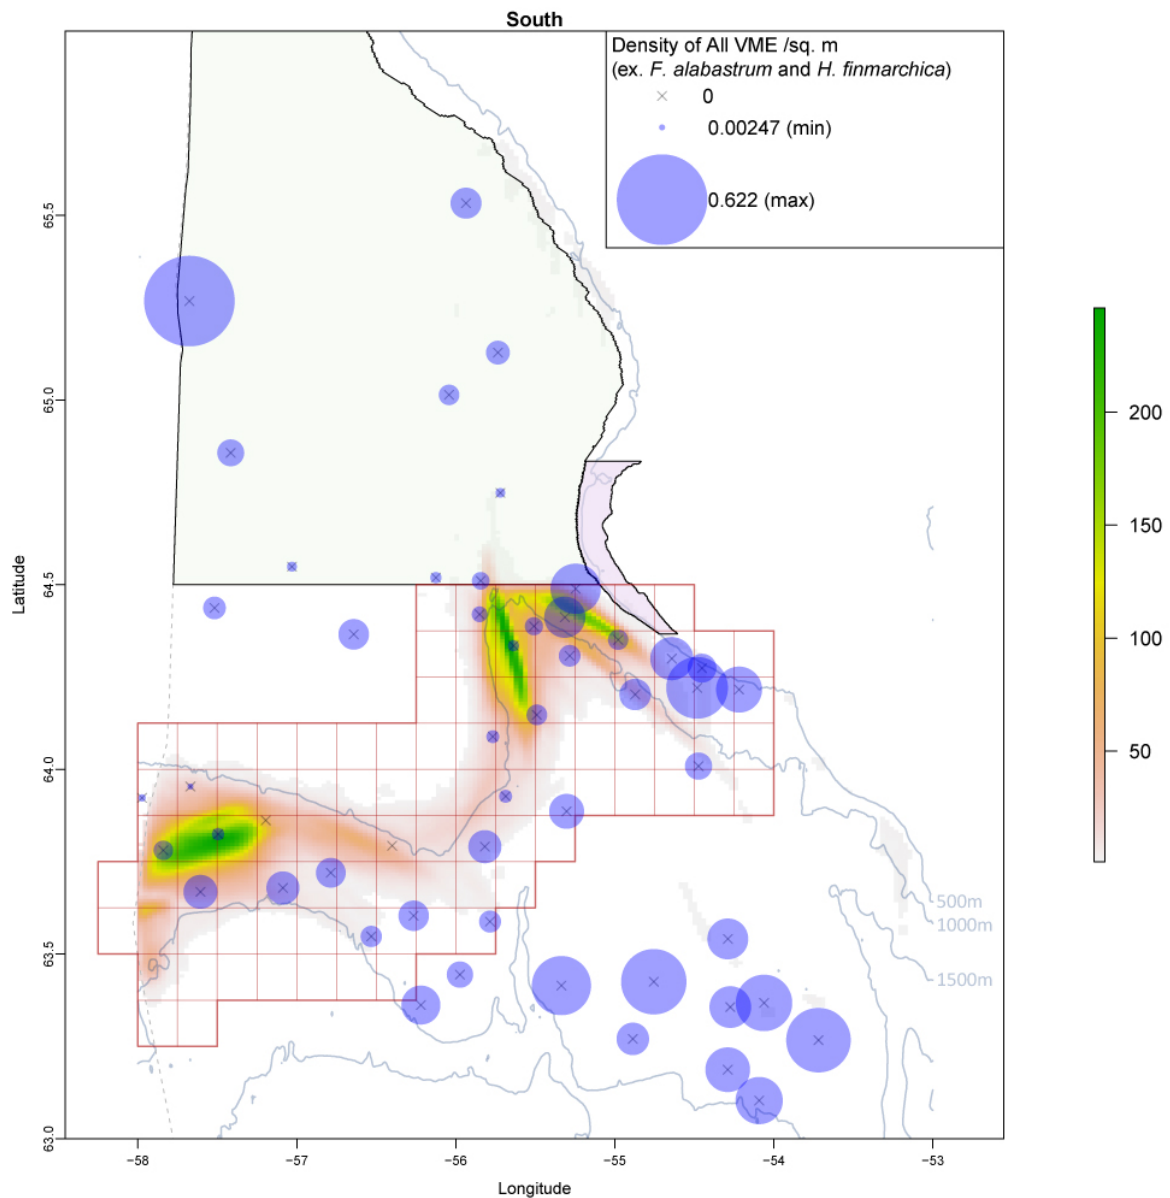 South
Density of All VME /sq. m
(ex. F. alabastrum and H. finmarchica)
0
0.00247 (min)
0.622 (max)
65.5
65.0
64.5
64.0
63.5
63.0
Latitude
200
150
100
50
500m
1000m
1500m
−58
−57
−56
−55
−54
−53
Longitude